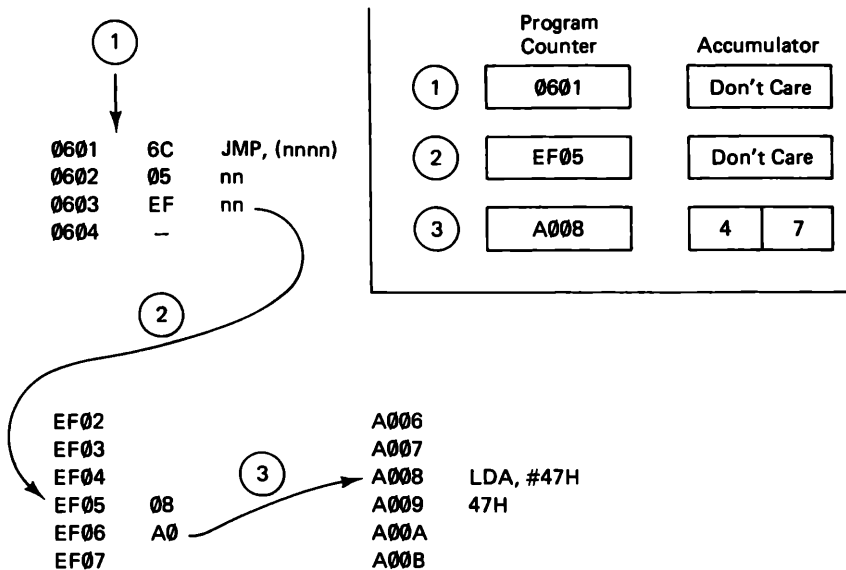 1
0601 6C JMP, (nnnn)
0602 05 nn
0603 EF nn
0604 –
2
Program
Counter
Accumulator
1 0601 Don't Care
2 EF05 Don't Care
3 A008 4 7
EF02
EF03
EF04
EF05 08
EF06 A0
EF07
3
A006
A007
A008 LDA, #47H
A009 47H
A00A
A00B